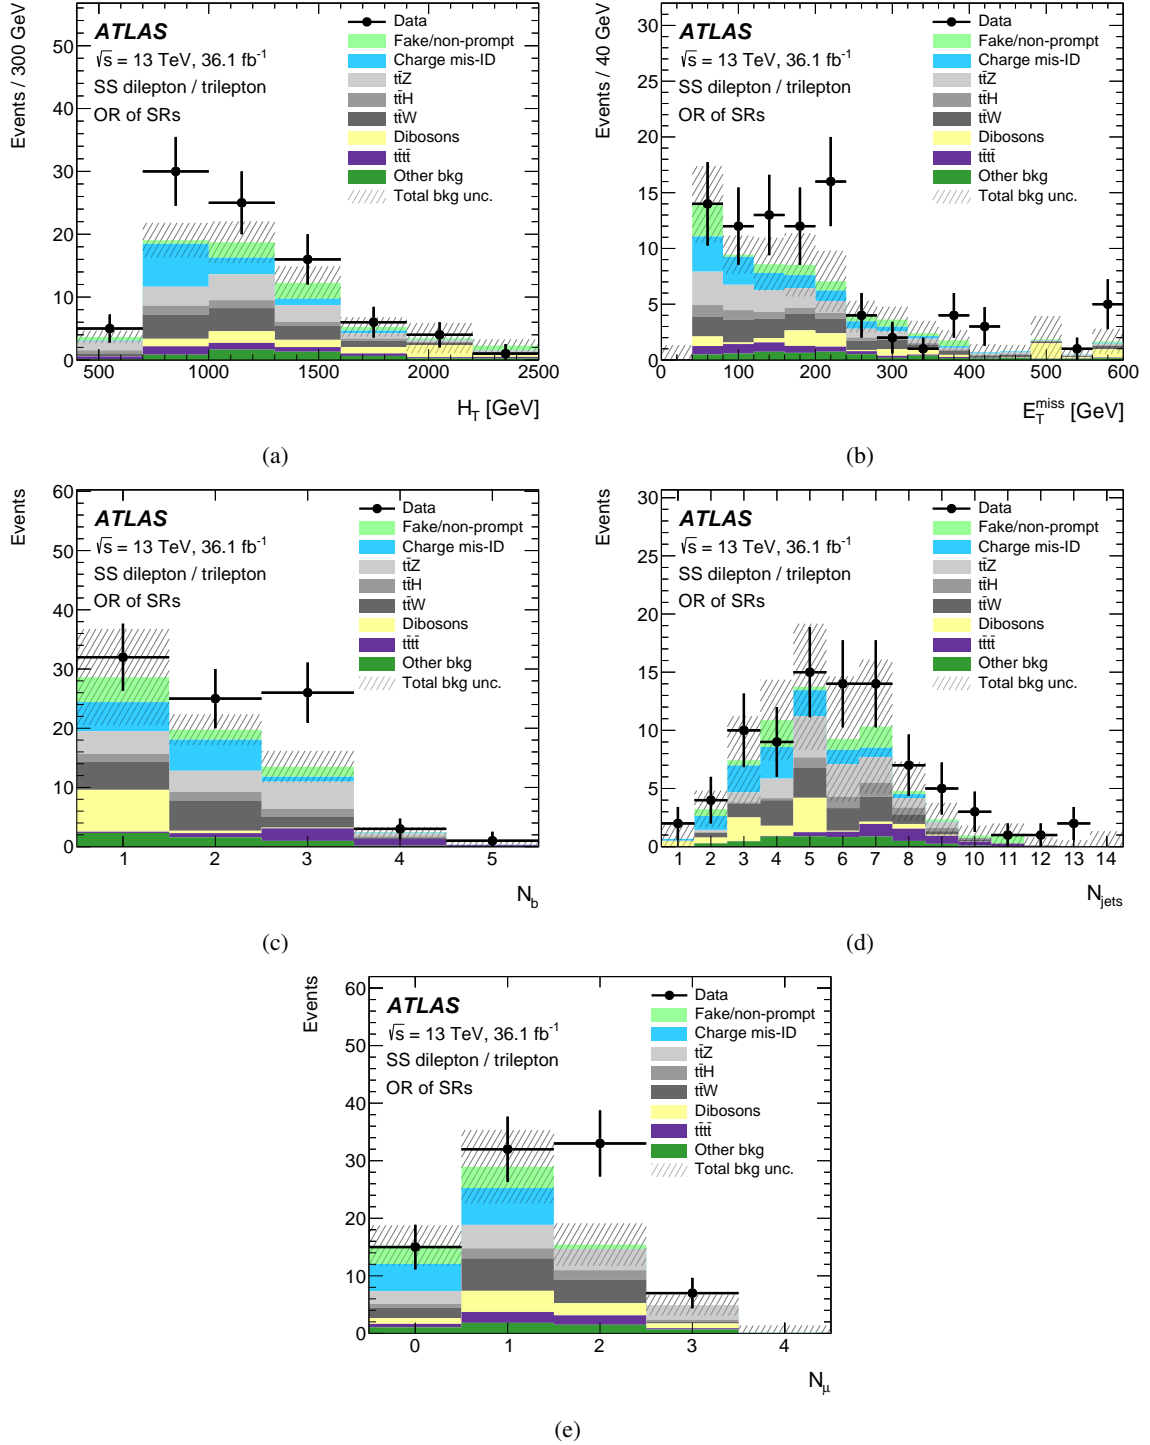 Events / 300 GeV
50
40
30
20
10
0
ATLAS
√s = 13 TeV, 36.1 fb-1
SS dilepton / trilepton
OR of SRs
Data
Fake/non-prompt
Charge mis-ID
tt̄Z
tt̄H
tt̄W
Dibosons
tt̄tt̄
Other bkg
Total bkg unc.
500 1000 1500 2000 2500
HT [GeV]
(a)
Events / 40 GeV
30
25
20
15
10
5
0
ATLAS
√s = 13 TeV, 36.1 fb-1
SS dilepton / trilepton
OR of SRs
Data
Fake/non-prompt
Charge mis-ID
tt̄Z
tt̄H
tt̄W
Dibosons
tt̄tt̄
Other bkg
Total bkg unc.
0 100 200 300 400 500 600
ETmiss [GeV]
(b)
Events
60
50
40
30
20
10
0
ATLAS
√s = 13 TeV, 36.1 fb-1
SS dilepton / trilepton
OR of SRs
Data
Fake/non-prompt
Charge mis-ID
tt̄Z
tt̄H
tt̄W
Dibosons
tt̄tt̄
Other bkg
Total bkg unc.
1 2 3 4 5
Nb
(c)
Events
30
25
20
15
10
5
0
ATLAS
√s = 13 TeV, 36.1 fb-1
SS dilepton / trilepton
OR of SRs
Data
Fake/non-prompt
Charge mis-ID
tt̄Z
tt̄H
tt̄W
Dibosons
tt̄tt̄
Other bkg
Total bkg unc.
1 2 3 4 5 6 7 8 9 10 11 12 13 14
Njets
(d)
Events
60
50
40
30
20
10
0
ATLAS
√s = 13 TeV, 36.1 fb-1
SS dilepton / trilepton
OR of SRs
Data
Fake/non-prompt
Charge mis-ID
tt̄Z
tt̄H
tt̄W
Dibosons
tt̄tt̄
Other bkg
Total bkg unc.
0 1 2 3 4
Nμ
(e)